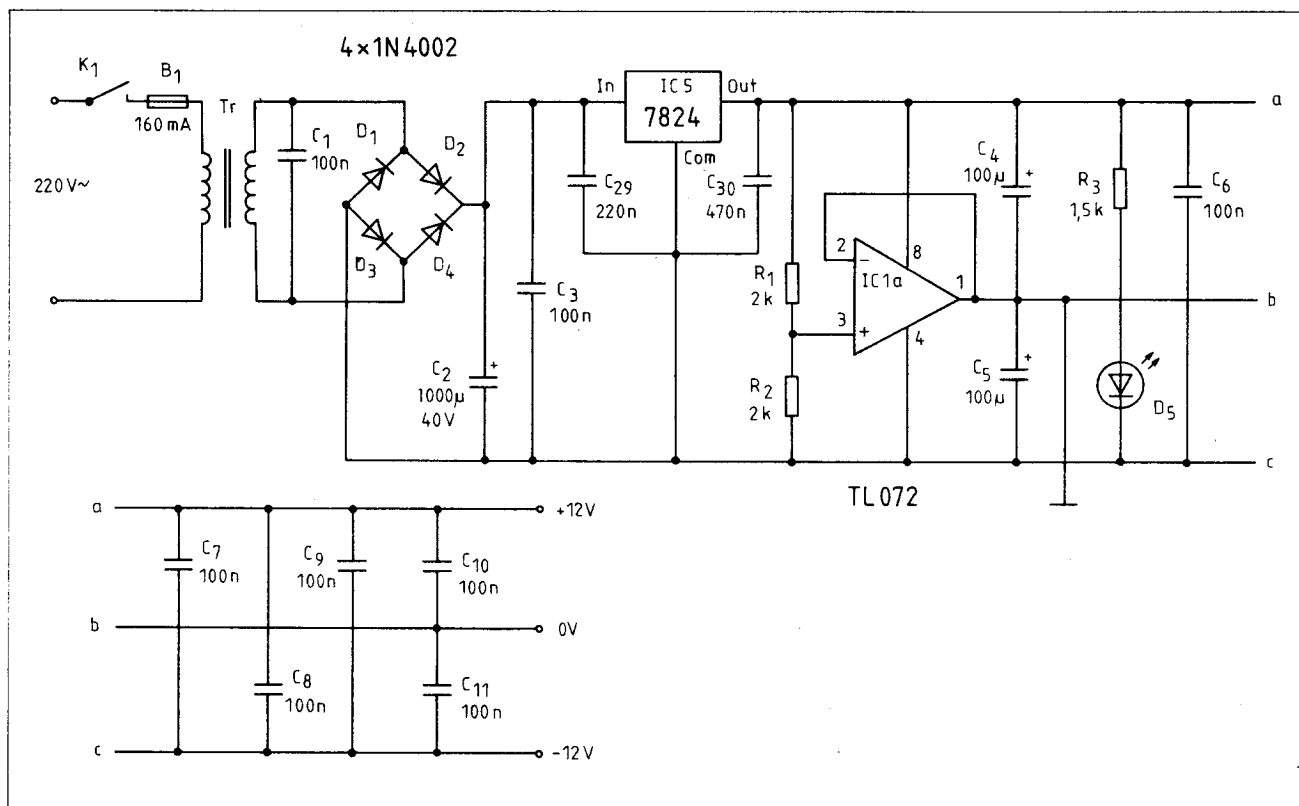 4×1N4002
K1
B1
160mA
Tr
220V~
C1
100n
D1
D2
D3
D4
C2
1000µ
40V
C3
100n
C29
220n
In
IC5
7824
Out
Com
C30
470n
R1
2k
R2
2k
2
−
IC1a
3
+
8
1
4
TL072
C4
100µ
+
C5
100µ
+
R3
1,5k
D5
C6
100n
a
b
c
+
a
+12V
C7
100n
C9
100n
C10
100n
b
0V
C8
100n
C11
100n
c
−12V